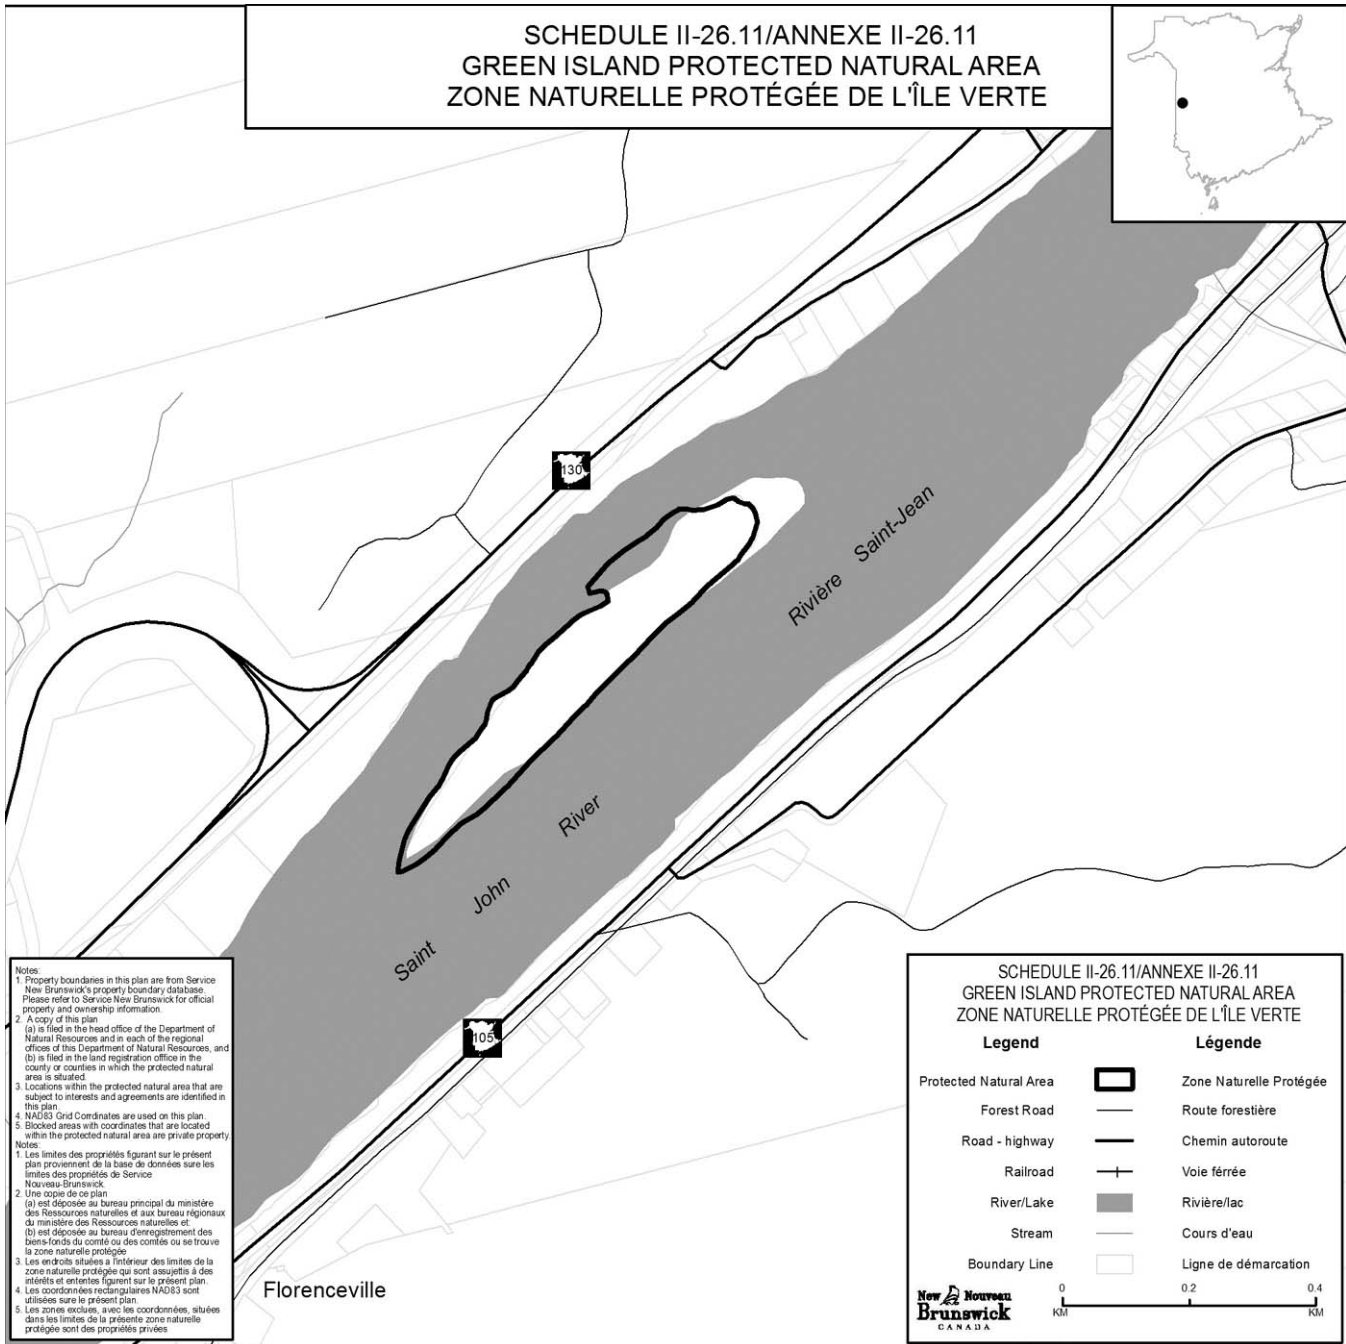 SCHEDULE II-26.11/ANNEXE II-26.11
GREEN ISLAND PROTECTED NATURAL AREA
ZONE NATURELLE PROTÉGÉE DE L'ÎLE VERTE
130
Rivière Saint-Jean
Saint John River
105
Florenceville
Notes:
1. Property boundaries in this plan are from Service
New Brunswick's property boundary database.
Please refer to Service New Brunswick for official
property and ownership information.
2. A copy of this plan
(a) is filed in the head office of the Department of
Natural Resources and in each of the regional
offices of this Department of Natural Resources, and
(b) is filed in the land registration offfice in the
county or counties in which the protected natural
area is situated.
3. Locations within the protected natural area that are
subject to interests and agreements are identified in
this plan.
4. NAD83 Grid Corrdinates are used on this plan.
5. Blocked areas with coordinates that are located
within the protected natural area are private property.
Notes:
1. Les limites des propriétés figurant sur le présent
plan proviennent de la base de données sure les
limites des propriétés de Service
Nouveau-Brunswick.
2. Une copie de ce plan
(a) est déposée au bureau principal du ministère
des Ressources naturelles et aux bureau régionaux
du ministère des Ressources naturelles et:
(b) est déposée au bureau d'enregistrement des
biens-fonds du comté ou des comtés ou se trouve
la zone naturelle protégée
3. Les endroits situées a l'intérieur des limites de la
zone naturelle protégée qui sont assujettis à des
intérêts et ententes figurent sur le présent plan.
4. Les coordonnées rectangulaires NAD83 sont
utilisées sure le présent plan.
5. Les zones exclues, avec les coordonnées, situées
dans les limites de la présente zone naturelle
protégée sont des propriétés privées
SCHEDULE II-26.11/ANNEXE II-26.11
GREEN ISLAND PROTECTED NATURAL AREA
ZONE NATURELLE PROTÉGÉE DE L'ÎLE VERTE
Legend Légende
Protected Natural Area Zone Naturelle Protégée
Forest Road Route forestière
Road - highway Chemin autoroute
Railroad Voie férrée
River/Lake Rivière/lac
Stream Cours d'eau
Boundary Line Ligne de démarcation
New Nouveau
Brunswick
CANADA
0 0.2 0.4
KM KM